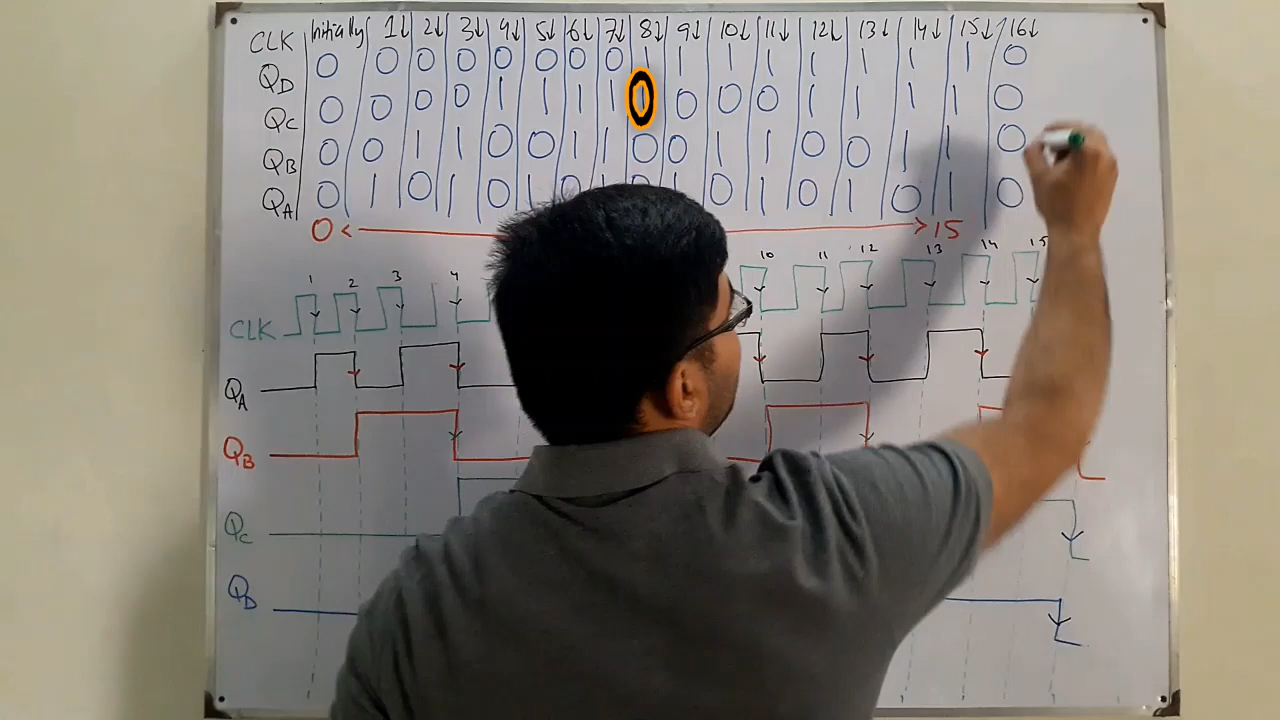 CLK Initially 1↓ 2↓ 3↓ 4↓ 5↓ 6↓ 7↓ 8↓ 9↓ 10↓ 11↓ 12↓ 13↓ 14↓ 15↓ 16↓
QD 0 0 0 0 0 0 0 0 1 1 1 1 1 1 1 1 0
QC 0 0 0 0 1 1 1 1 0 0 0 0 1 1 1 1 0
QB 0 0 1 1 0 0 1 1 0 0 1 1 0 0 1 1 0
QA 0 1 0 1 0 1 0 1 0 1 0 1 0 1 0 1 0
0 < > 15
1 2 3 4 10 11 12 13 14 15
CLK
QA
QB
QC
QD